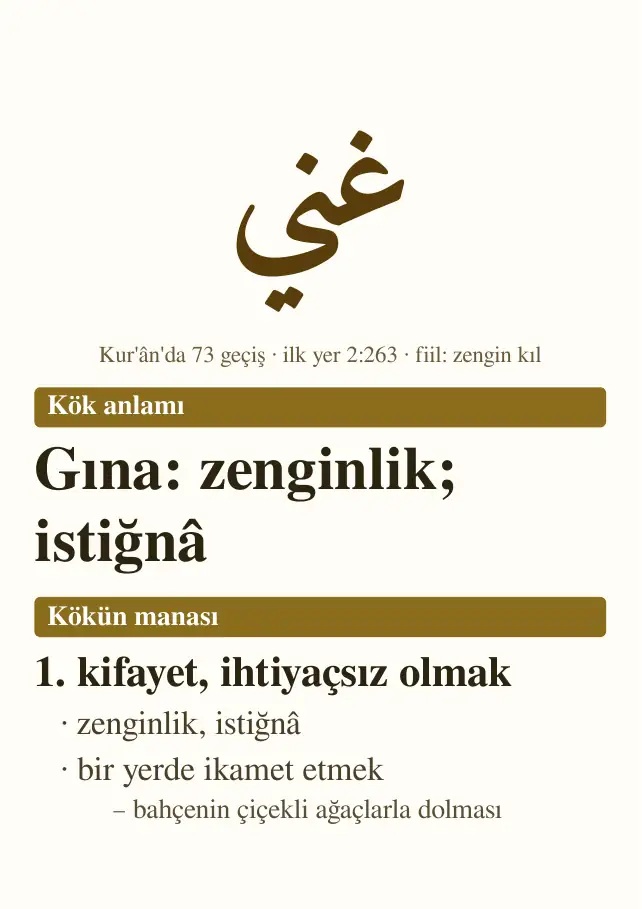 غني
Kur'ân'da 73 geçiş · ilk yer 2:263 · fiil: zengin kıl
Kök anlamı
Gına: zenginlik;
istiğnâ
Kökün manası
1. kifayet, ihtiyaçsız olmak
· zenginlik, istiğnâ
· bir yerde ikamet etmek
– bahçenin çiçekli ağaçlarla dolması